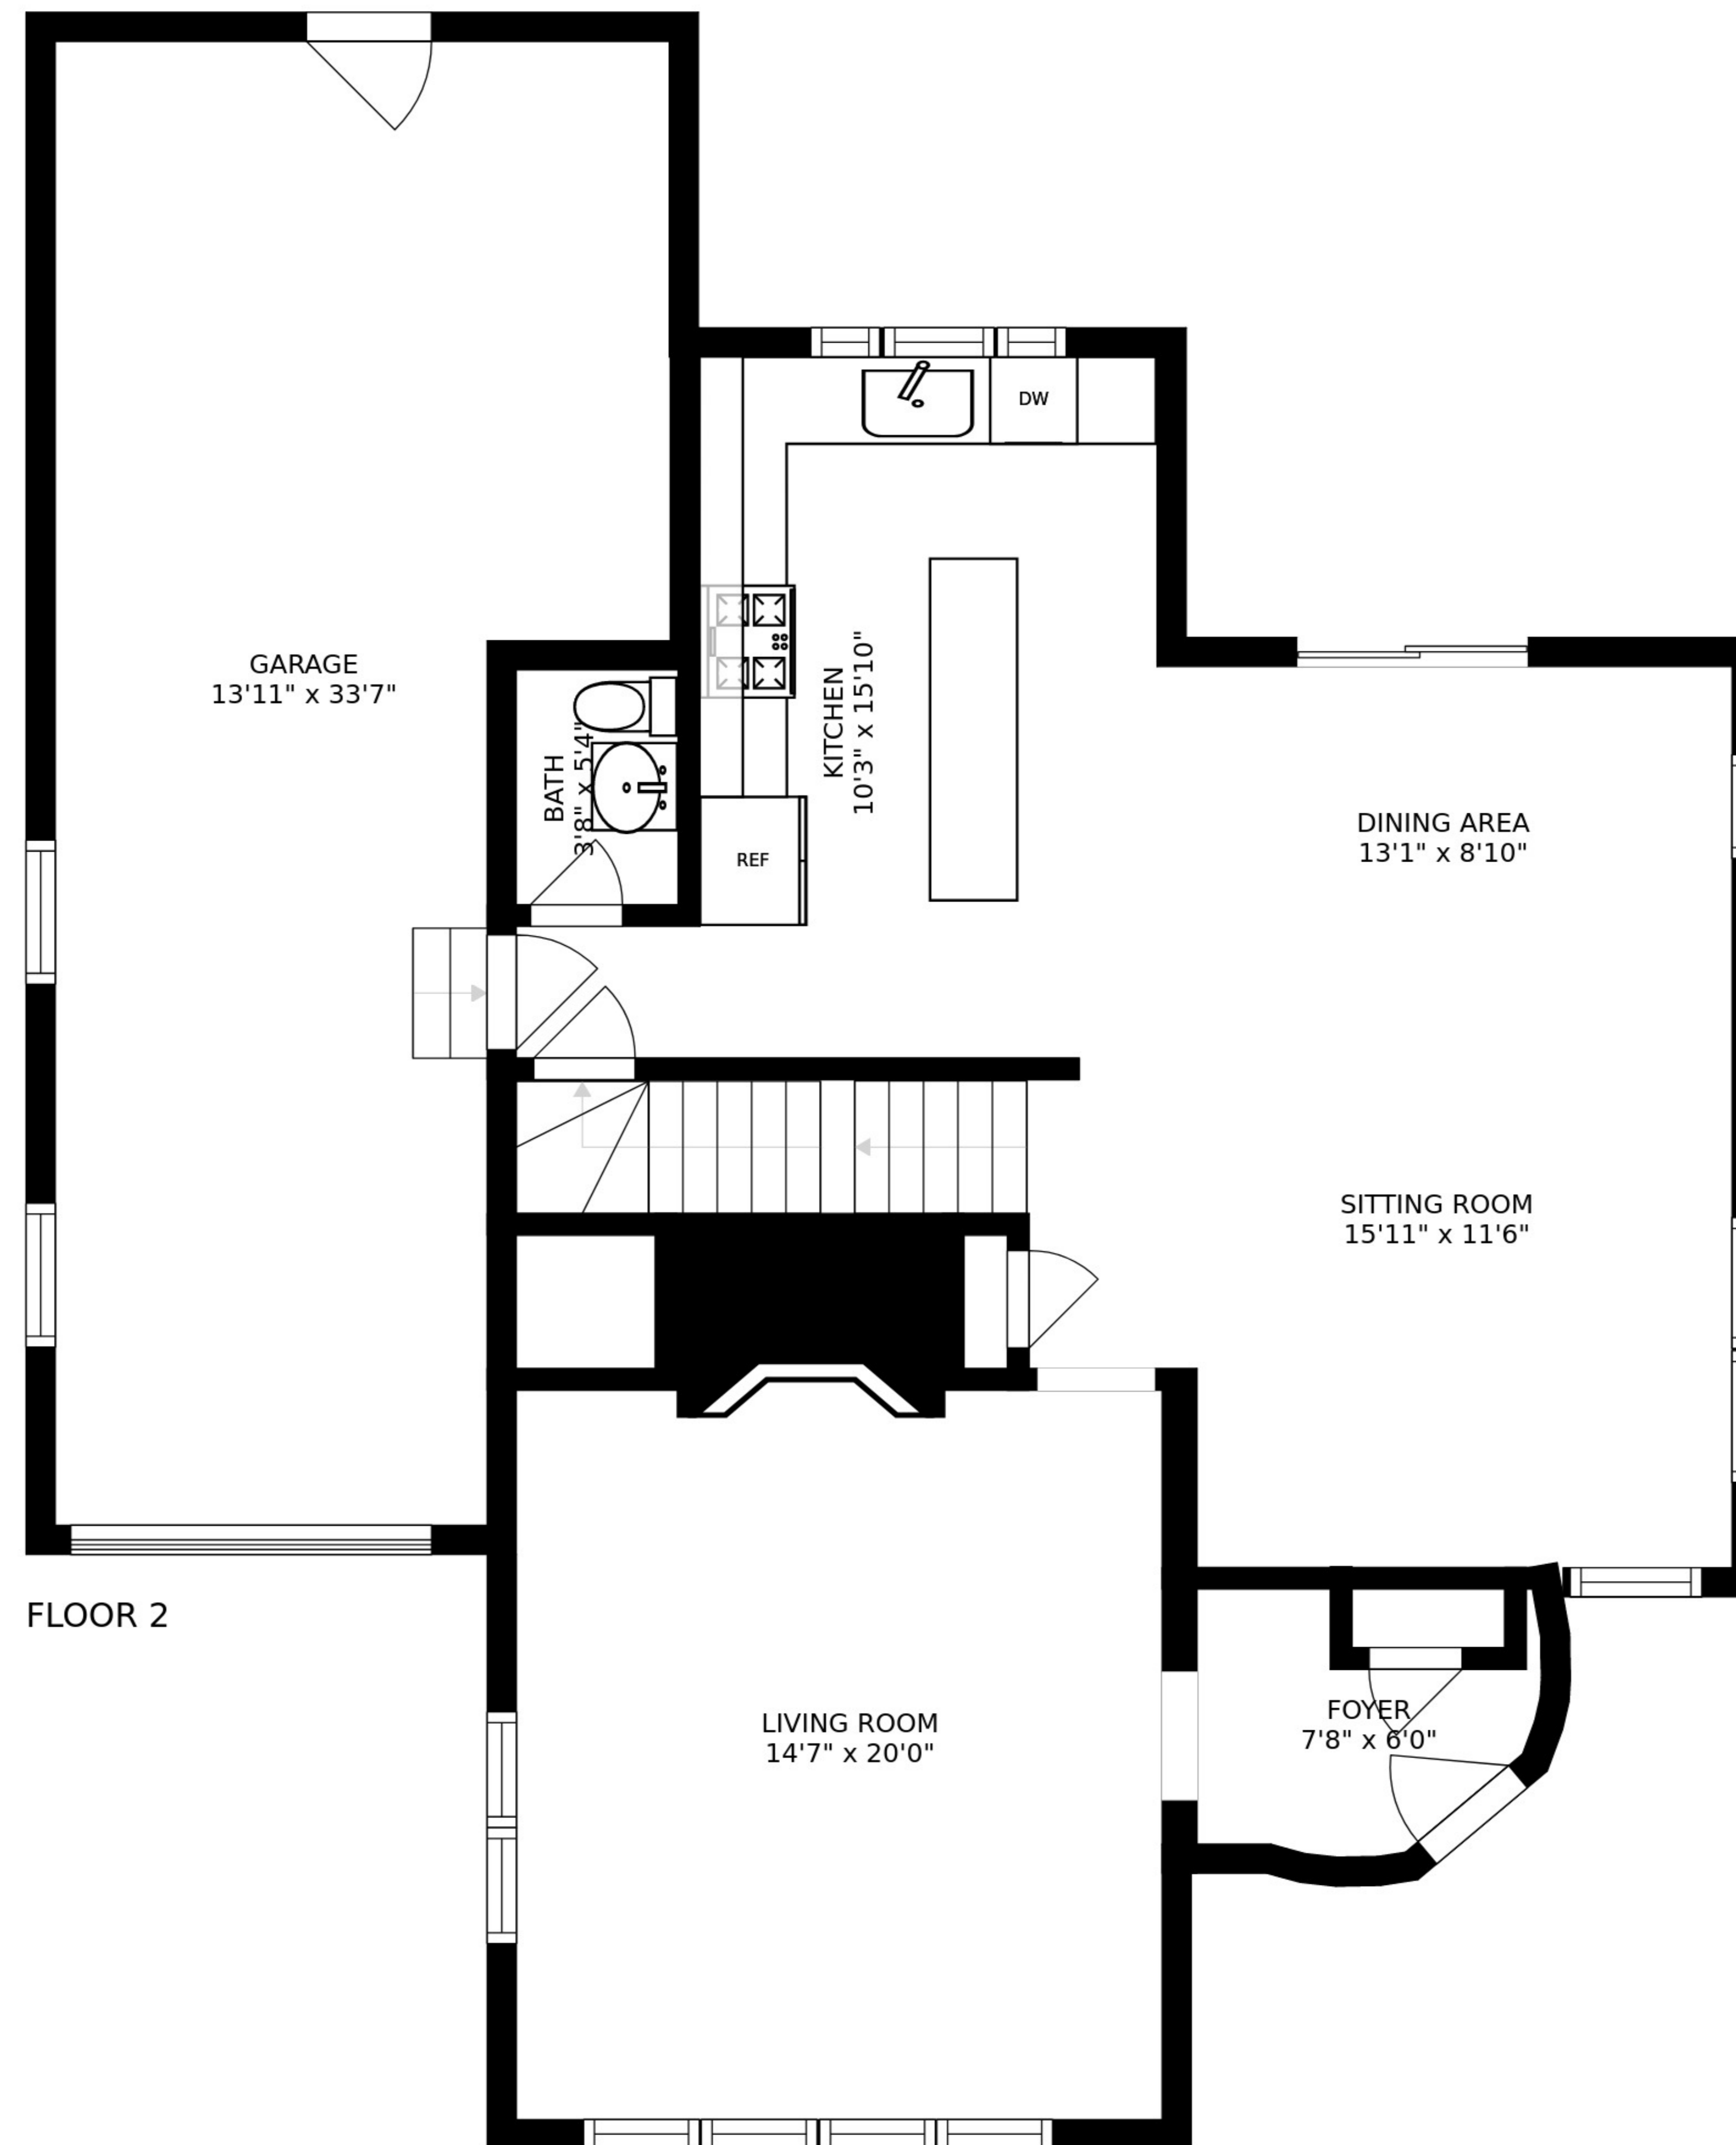 DW
GARAGE
13'11" x 33'7"
BATH
3'8" x 5'4"
KITCHEN
10'3" x 15'10"
REF
DINING AREA
13'1" x 8'10"
SITTING ROOM
15'11" x 11'6"
FLOOR 2
LIVING ROOM
14'7" x 20'0"
FOYER
7'8" x 6'0"